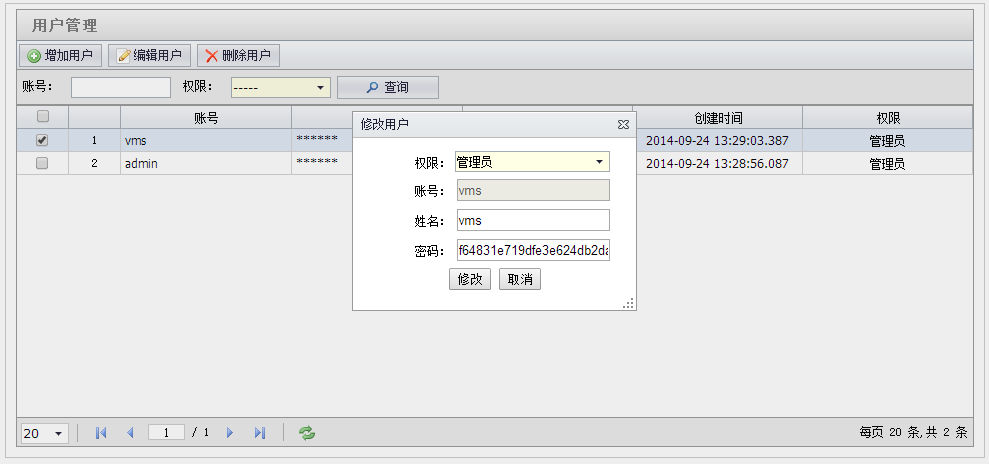 用户管理
增加用户 编辑用户 删除用户
账号： 权限： ----- 查询
账号 创建时间 权限
1 vms ****** 2014-09-24 13:29:03.387 管理员
2 admin ****** 2014-09-24 13:28:56.087 管理员
修改用户
权限： 管理员
账号： vms
姓名： vms
密码： f64831e719dfe3e624db2da
修改 取消
20 1 / 1 每页 20 条,共 2 条